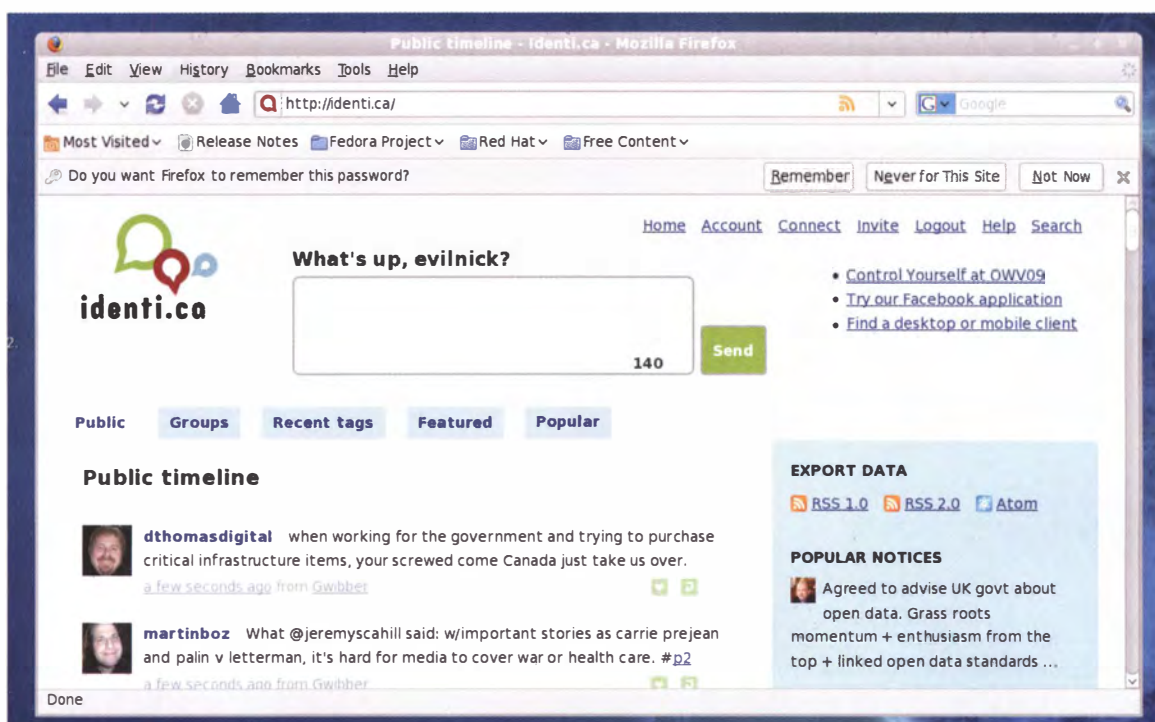 Public timeline - Identi.ca - Mozilla Firefox
File Edit View History Bookmarks Tools Help
http://identi.ca/
G Google
Most Visited Release Notes Fedora Project Red Hat Free Content
Do you want Firefox to remember this password? Remember Never for This Site Not Now
Home Account Connect Invite Logout Help Search
identi.ca
What's up, evilnick?
140
Send
Control Yourself at OWV09
Try our Facebook application
Find a desktop or mobile client
2.
Public Groups Recent tags Featured Popular
Public timeline
dthomasdigital when working for the government and trying to purchase
critical infrastructure items, your screwed come Canada just take us over.
a few seconds ago from Gwibber
martinboz What @jeremyscahill said: w/important stories as carrie prejean
and palin v letterman, it's hard for media to cover war or health care. #p2
a few seconds ago from Gwibber
EXPORT DATA
RSS 1.0 RSS 2.0 Atom
POPULAR NOTICES
Agreed to advise UK govt about
open data. Grass roots
momentum + enthusiasm from the
top + linked open data standards ...
Done